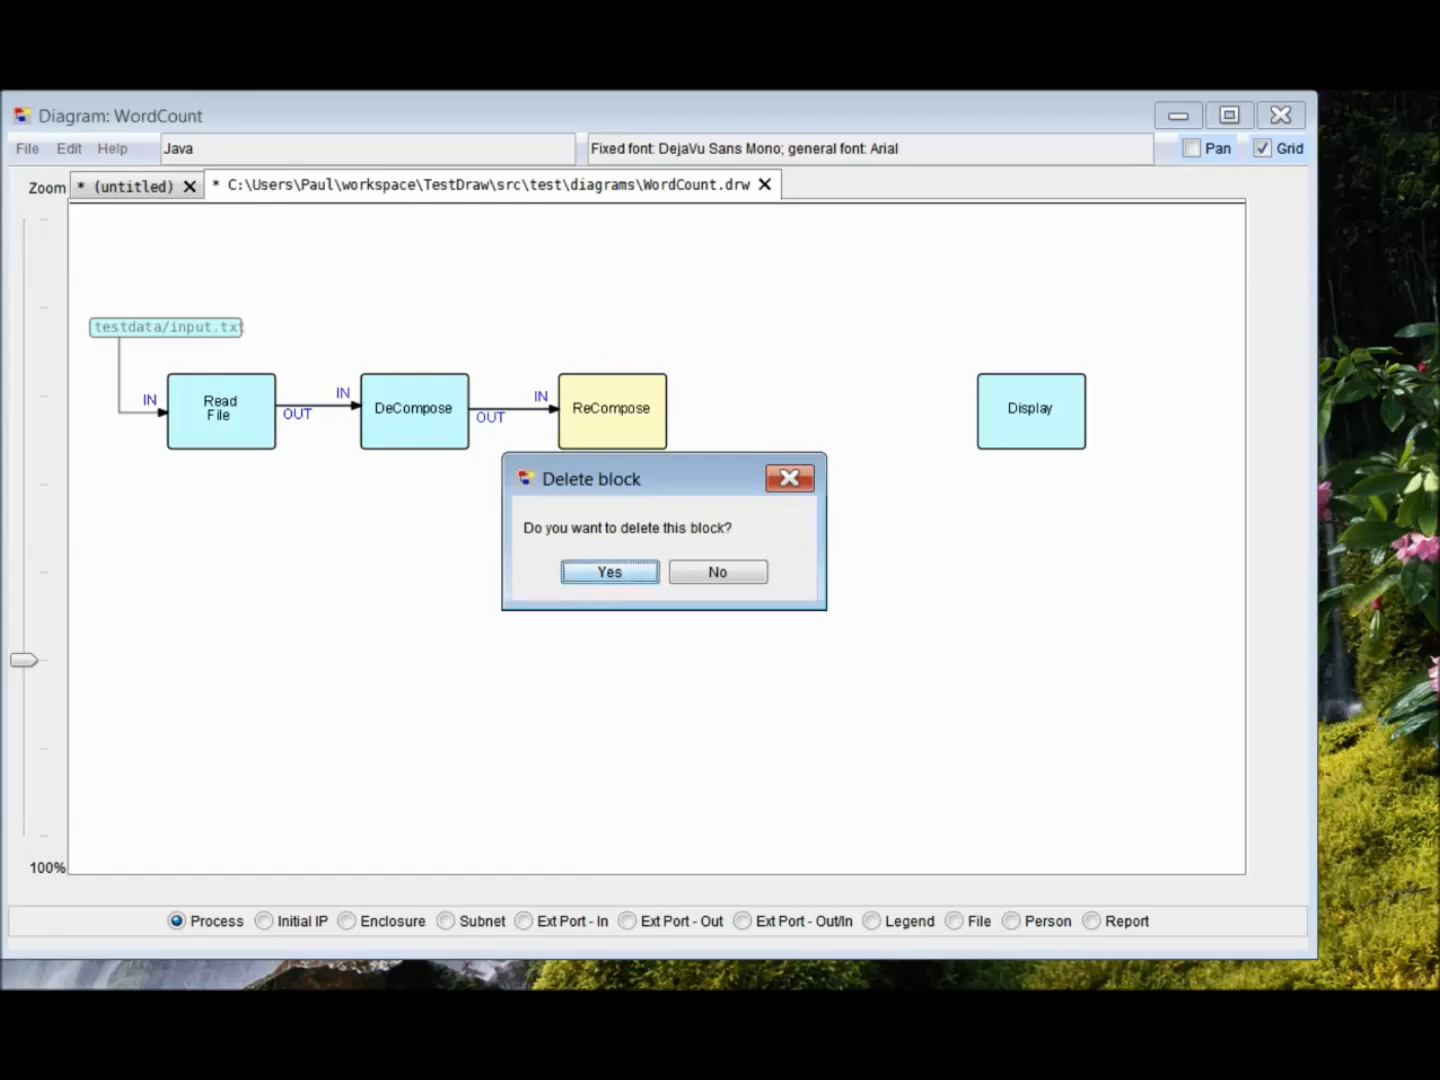 Diagram: WordCount
File Edit Help Java Fixed font: DejaVu Sans Mono; general font: Arial Pan Grid
Zoom * (untitled) * C:\Users\Paul\workspace\TestDraw\src\test\diagrams\WordCount.drw
testdata/input.txt
IN Read File OUT IN DeCompose OUT IN ReCompose Display
Delete block
Do you want to delete this block?
Yes No
100%
Process Initial IP Enclosure Subnet Ext Port - In Ext Port - Out Ext Port - Out/In Legend File Person Report